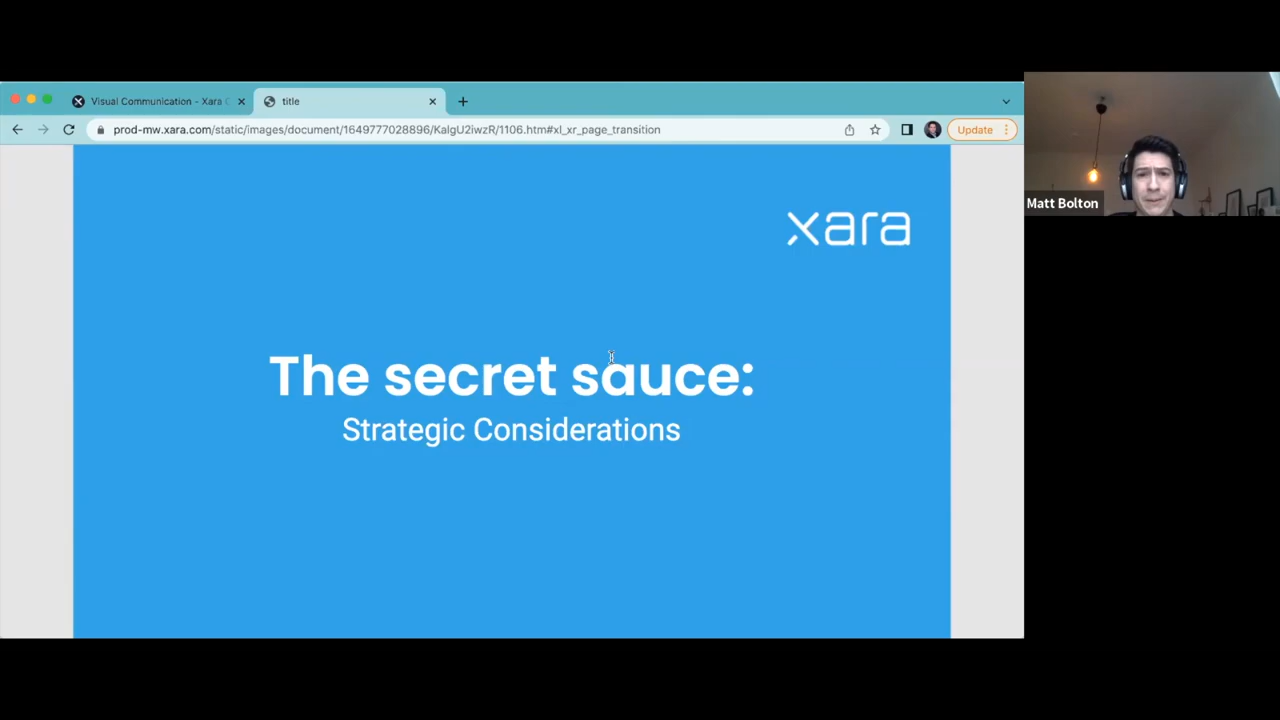 Visual Communication - Xara
title
prod-mw.xara.com/static/images/document/1649777028896/KaIgU2iwzR/1106.htm#xl_xr_page_transition
Update
xara
Matt Bolton
The secret sauce:
Strategic Considerations